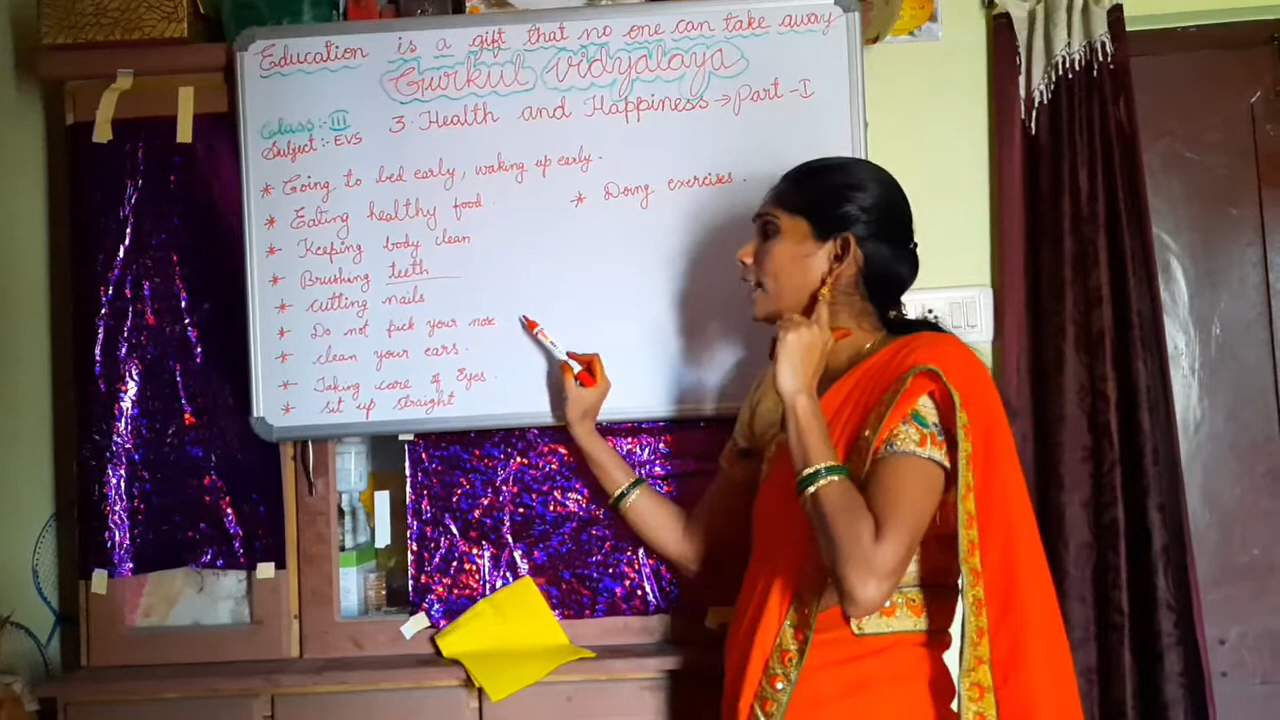 Education is a gift that no one can take away
Gurkul vidyalaya
Class:- III
3. Health and Happiness → Part - I
Subject:- EVS
* Going to bed early, waking up early.
* Eating healthy food.
* Doing exercises.
* Keeping body clean
* Brushing teeth
* cutting nails
* Do not pick your nose
* clean your ears.
* Taking care of Eyes.
* sit up straight